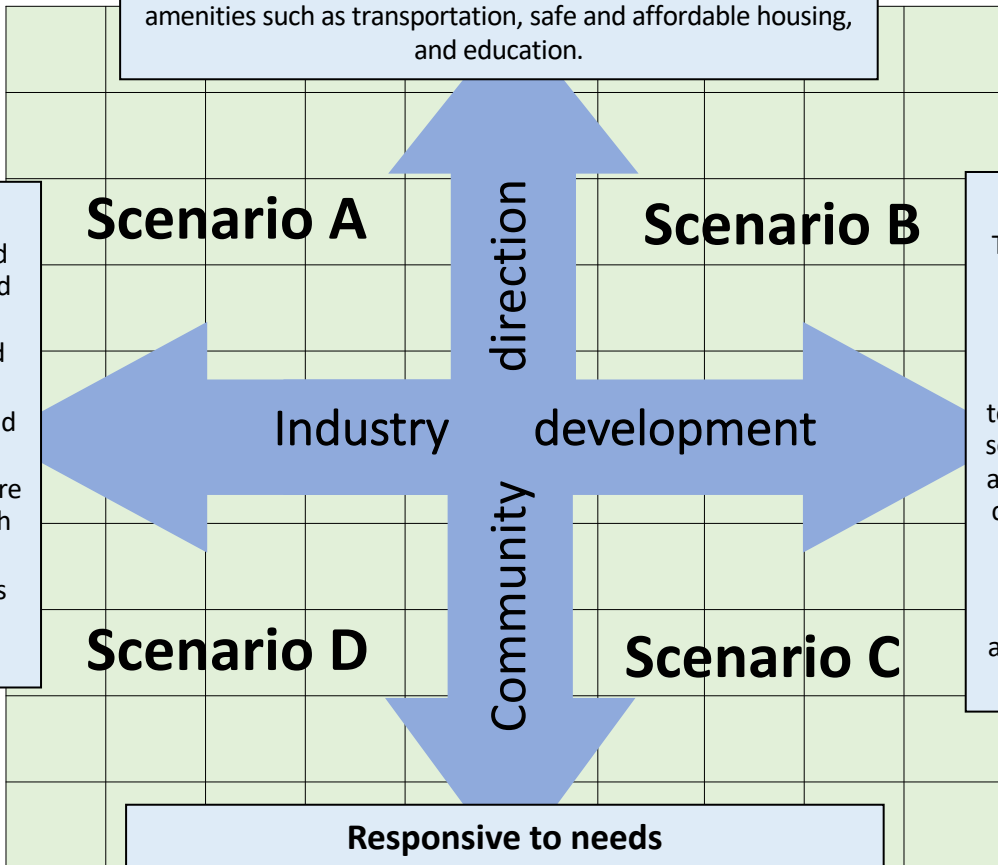 amenities such as transportation, safe and affordable housing,
and education.
Scenario A
Scenario B
direction
Industry development
Community
Scenario D
Scenario C
Responsive to needs